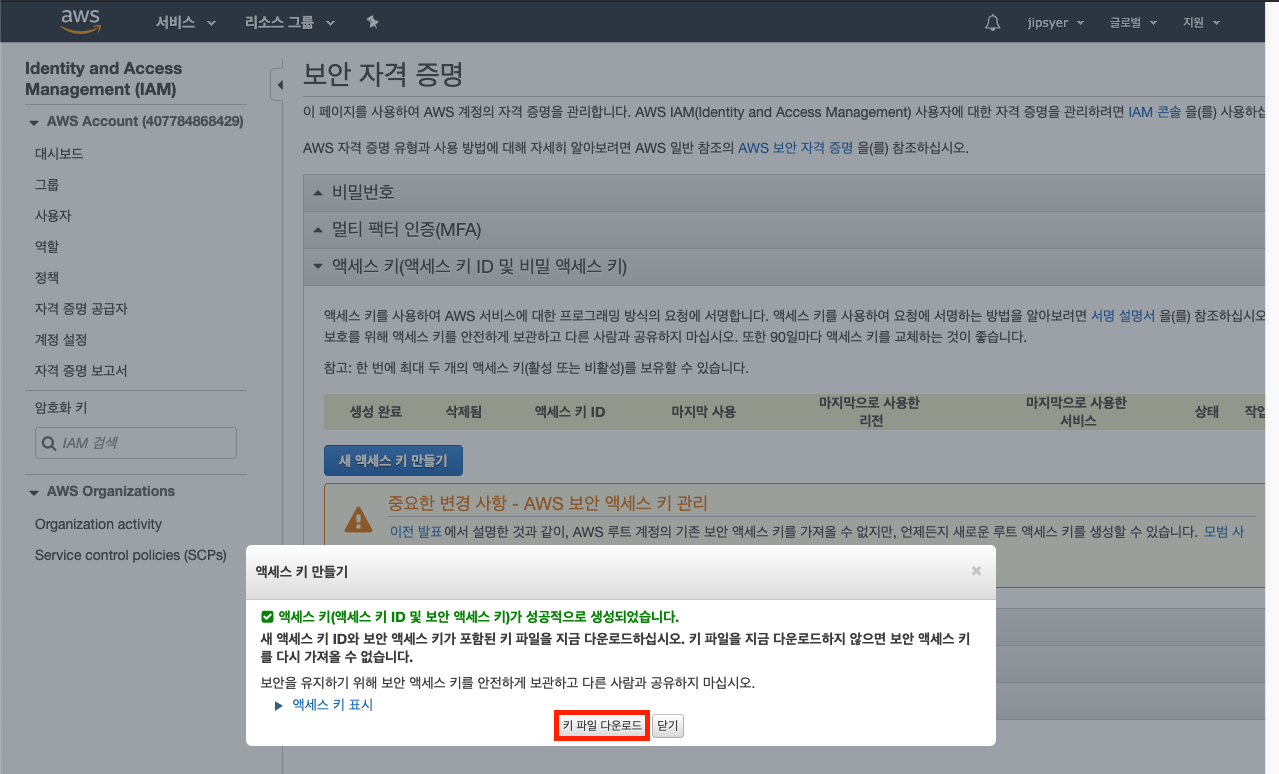 aws
서비스
리소스 그룹
jipsyer
글로벌
지원
Identity and Access
Management (IAM)
AWS Account (407784868429)
대시보드
그룹
사용자
역할
정책
자격 증명 공급자
계정 설정
자격 증명 보고서
암호화 키
IAM 검색
AWS Organizations
Organization activity
Service control policies (SCPs)
보안 자격 증명
이 페이지를 사용하여 AWS 계정의 자격 증명을 관리합니다. AWS IAM(Identity and Access Management) 사용자에 대한 자격 증명을 관리하려면 IAM 콘솔 을(를) 사용하십
AWS 자격 증명 유형과 사용 방법에 대해 자세히 알아보려면 AWS 일반 참조의 AWS 보안 자격 증명 을(를) 참조하십시오.
비밀번호
멀티 팩터 인증(MFA)
액세스 키(액세스 키 ID 및 비밀 액세스 키)
액세스 키를 사용하여 AWS 서비스에 대한 프로그래밍 방식의 요청에 서명합니다. 액세스 키를 사용하여 요청에 서명하는 방법을 알아보려면 서명 설명서 을(를) 참조하십시오
보호를 위해 액세스 키를 안전하게 보관하고 다른 사람과 공유하지 마십시오. 또한 90일마다 액세스 키를 교체하는 것이 좋습니다.
참고: 한 번에 최대 두 개의 액세스 키(활성 또는 비활성)를 보유할 수 있습니다.
생성 완료 삭제됨 액세스 키 ID 마지막 사용 마지막으로 사용한 리전 마지막으로 사용한 서비스 상태 작업
새 액세스 키 만들기
중요한 변경 사항 - AWS 보안 액세스 키 관리
이전 발표에서 설명한 것과 같이, AWS 루트 계정의 기존 보안 액세스 키를 가져올 수 없지만, 언제든지 새로운 루트 액세스 키를 생성할 수 있습니다. 모범 사
액세스 키 만들기
액세스 키(액세스 키 ID 및 보안 액세스 키)가 성공적으로 생성되었습니다.
새 액세스 키 ID와 보안 액세스 키가 포함된 키 파일을 지금 다운로드하십시오. 키 파일을 지금 다운로드하지 않으면 보안 액세스 키
를 다시 가져올 수 없습니다.
보안을 유지하기 위해 보안 액세스 키를 안전하게 보관하고 다른 사람과 공유하지 마십시오.
액세스 키 표시
키 파일 다운로드
닫기